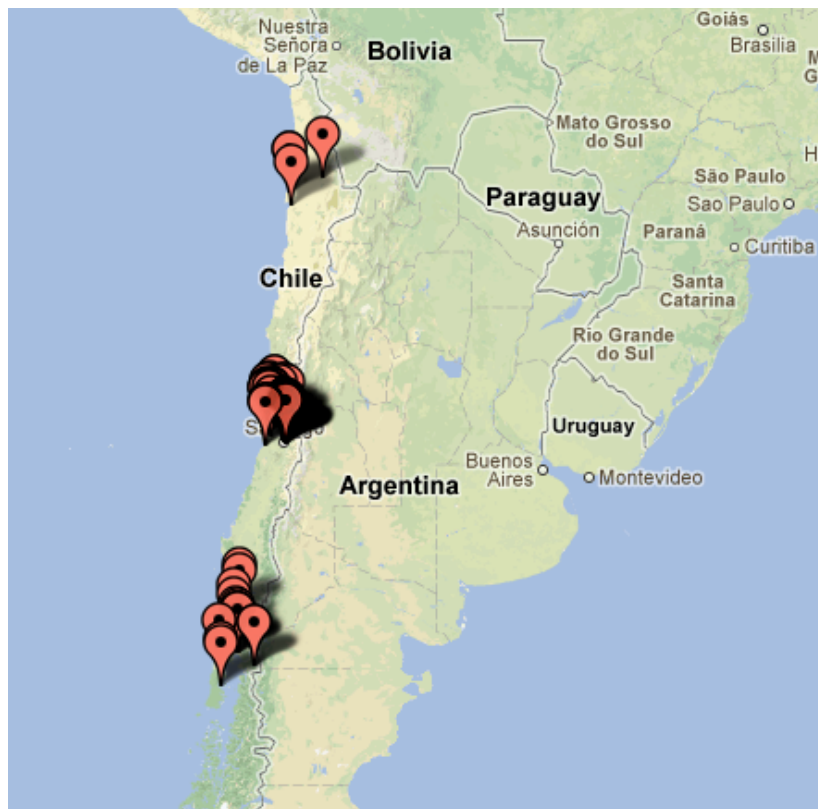 Goiás
Brasilia
Nuestra
Señora
de La Paz
Bolivia
Mato Grosso
do Sul
São Paulo
Sao Paulo
Paraguay
Asunción
Paraná
Curitiba
Chile
Santa
Catarina
Rio Grande
do Sul
Uruguay
Buenos
Aires
Montevideo
Argentina